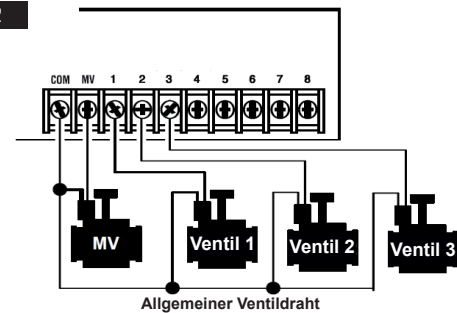 2
COM MV 1 2 3 4 5 6 7 8
MV Ventil 1 Ventil 2 Ventil 3
Allgemeiner Ventildraht